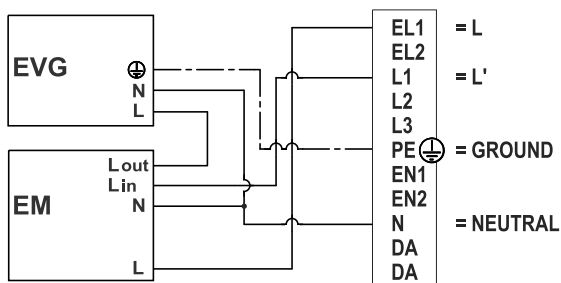 EVG
N
L
EM
Lout
Lin
N
L
EL1 = L
EL2
L1 = L'
L2
L3
PE = GROUND
EN1
EN2
N = NEUTRAL
DA
DA